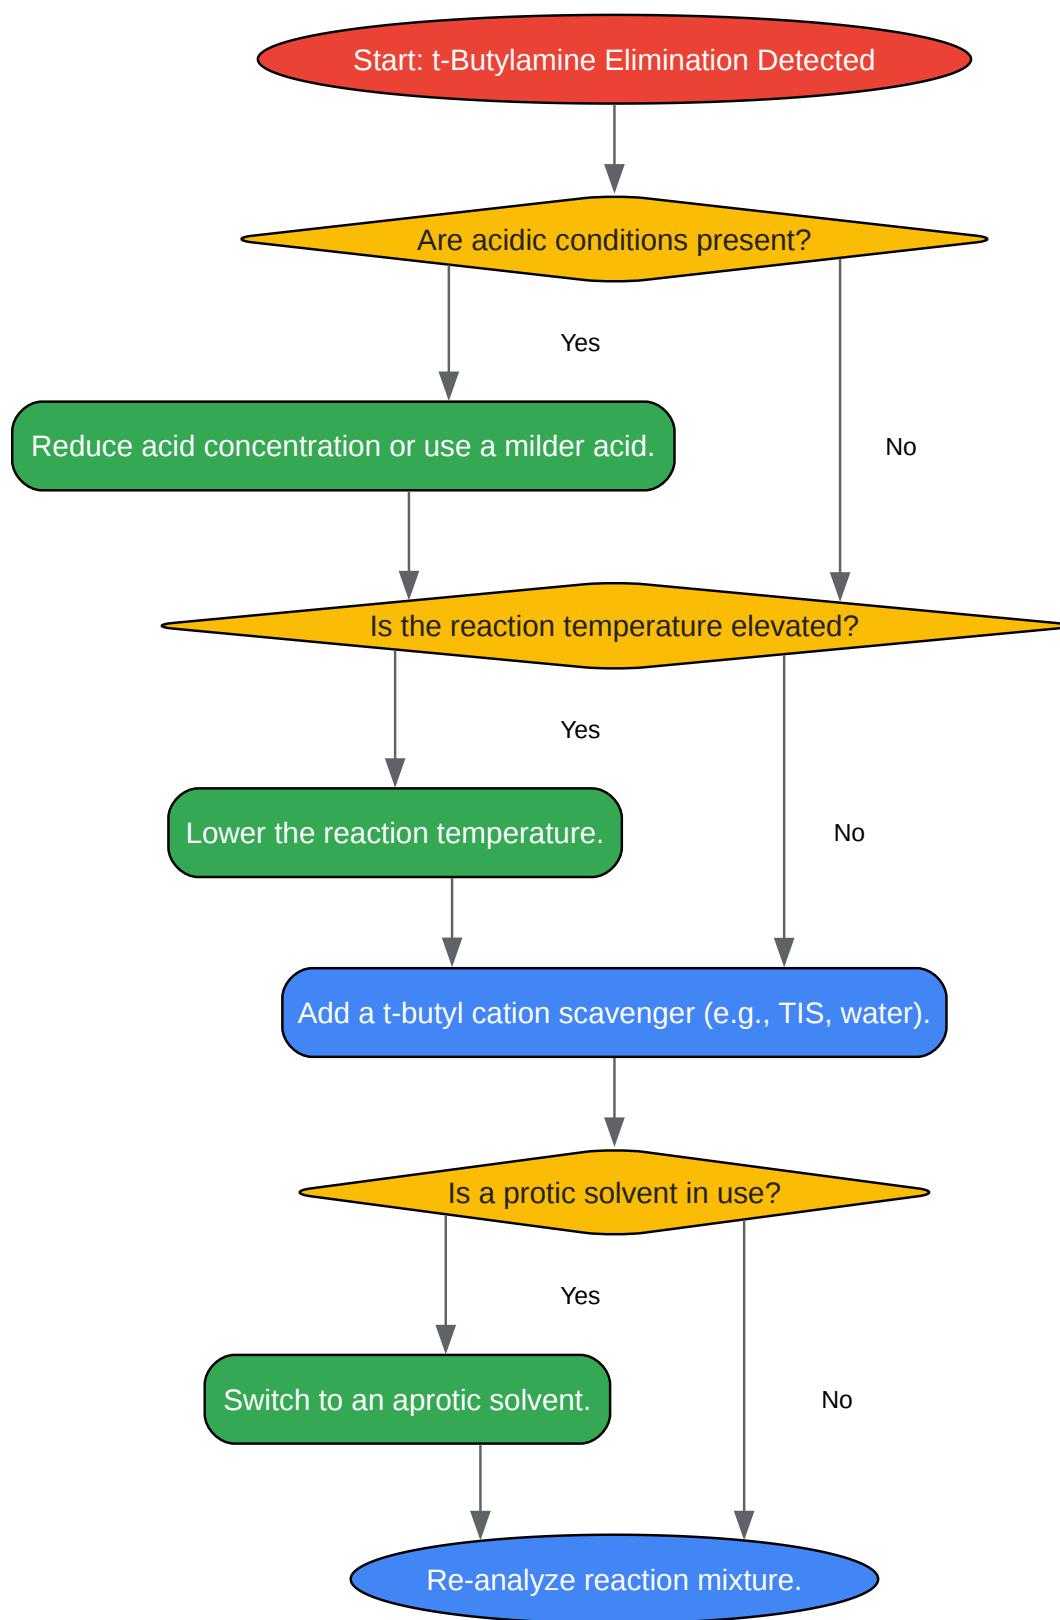 Start: t-Butylamine Elimination Detected
Are acidic conditions present?
Yes
Reduce acid concentration or use a milder acid.
No
Is the reaction temperature elevated?
Yes
Lower the reaction temperature.
No
Add a t-butyl cation scavenger (e.g., TIS, water).
Is a protic solvent in use?
Yes
Switch to an aprotic solvent.
No
Re-analyze reaction mixture.